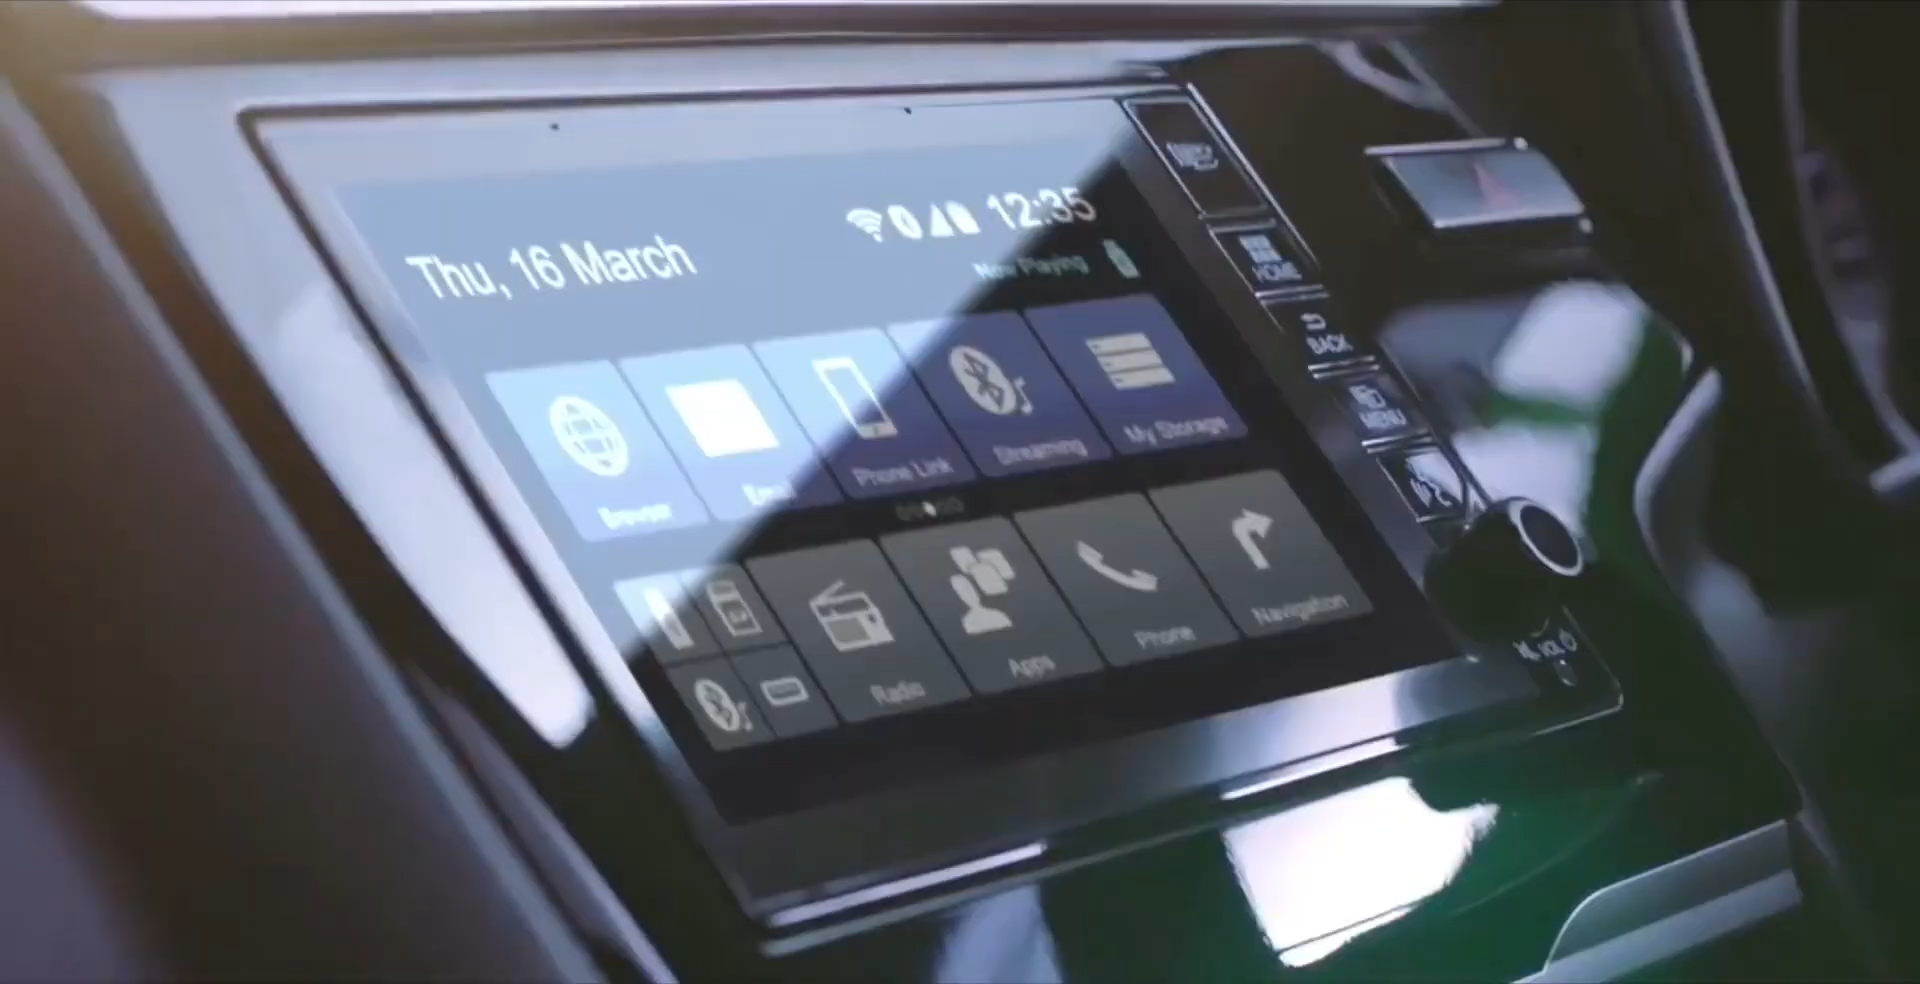 12:35
Thu, 16 March
Now Playing
Browser
Email
Phone Link
Streaming
My Storage
Radio
Apps
Phone
Navigation
HOME
BACK
MENU
VOL